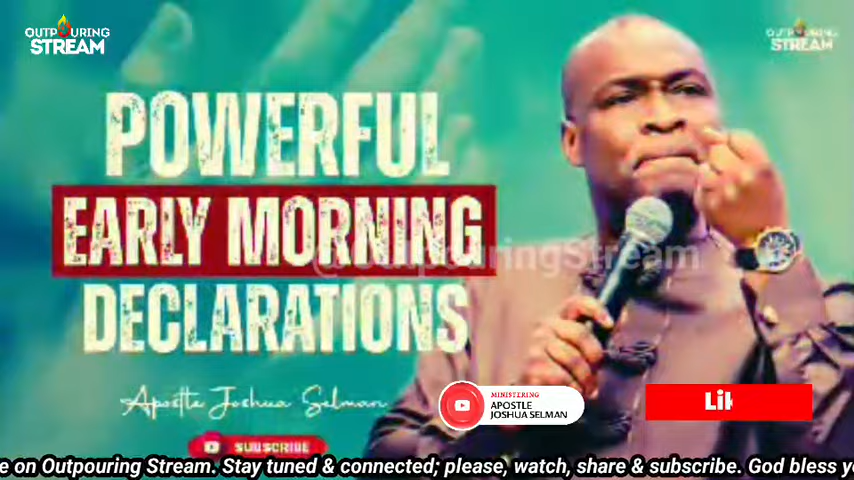 OUTPOURING
STREAM
OUTPOURING
STREAM
POWERFUL
EARLY MORNING
DECLARATIONS
@OutpouringStream
Apostle Joshua Selman
MINISTERING
APOSTLE
JOSHUA SELMAN
Lik
SUBSCRIBE
e on Outpouring Stream. Stay tuned & connected; please, watch, share & subscribe. God bless yo